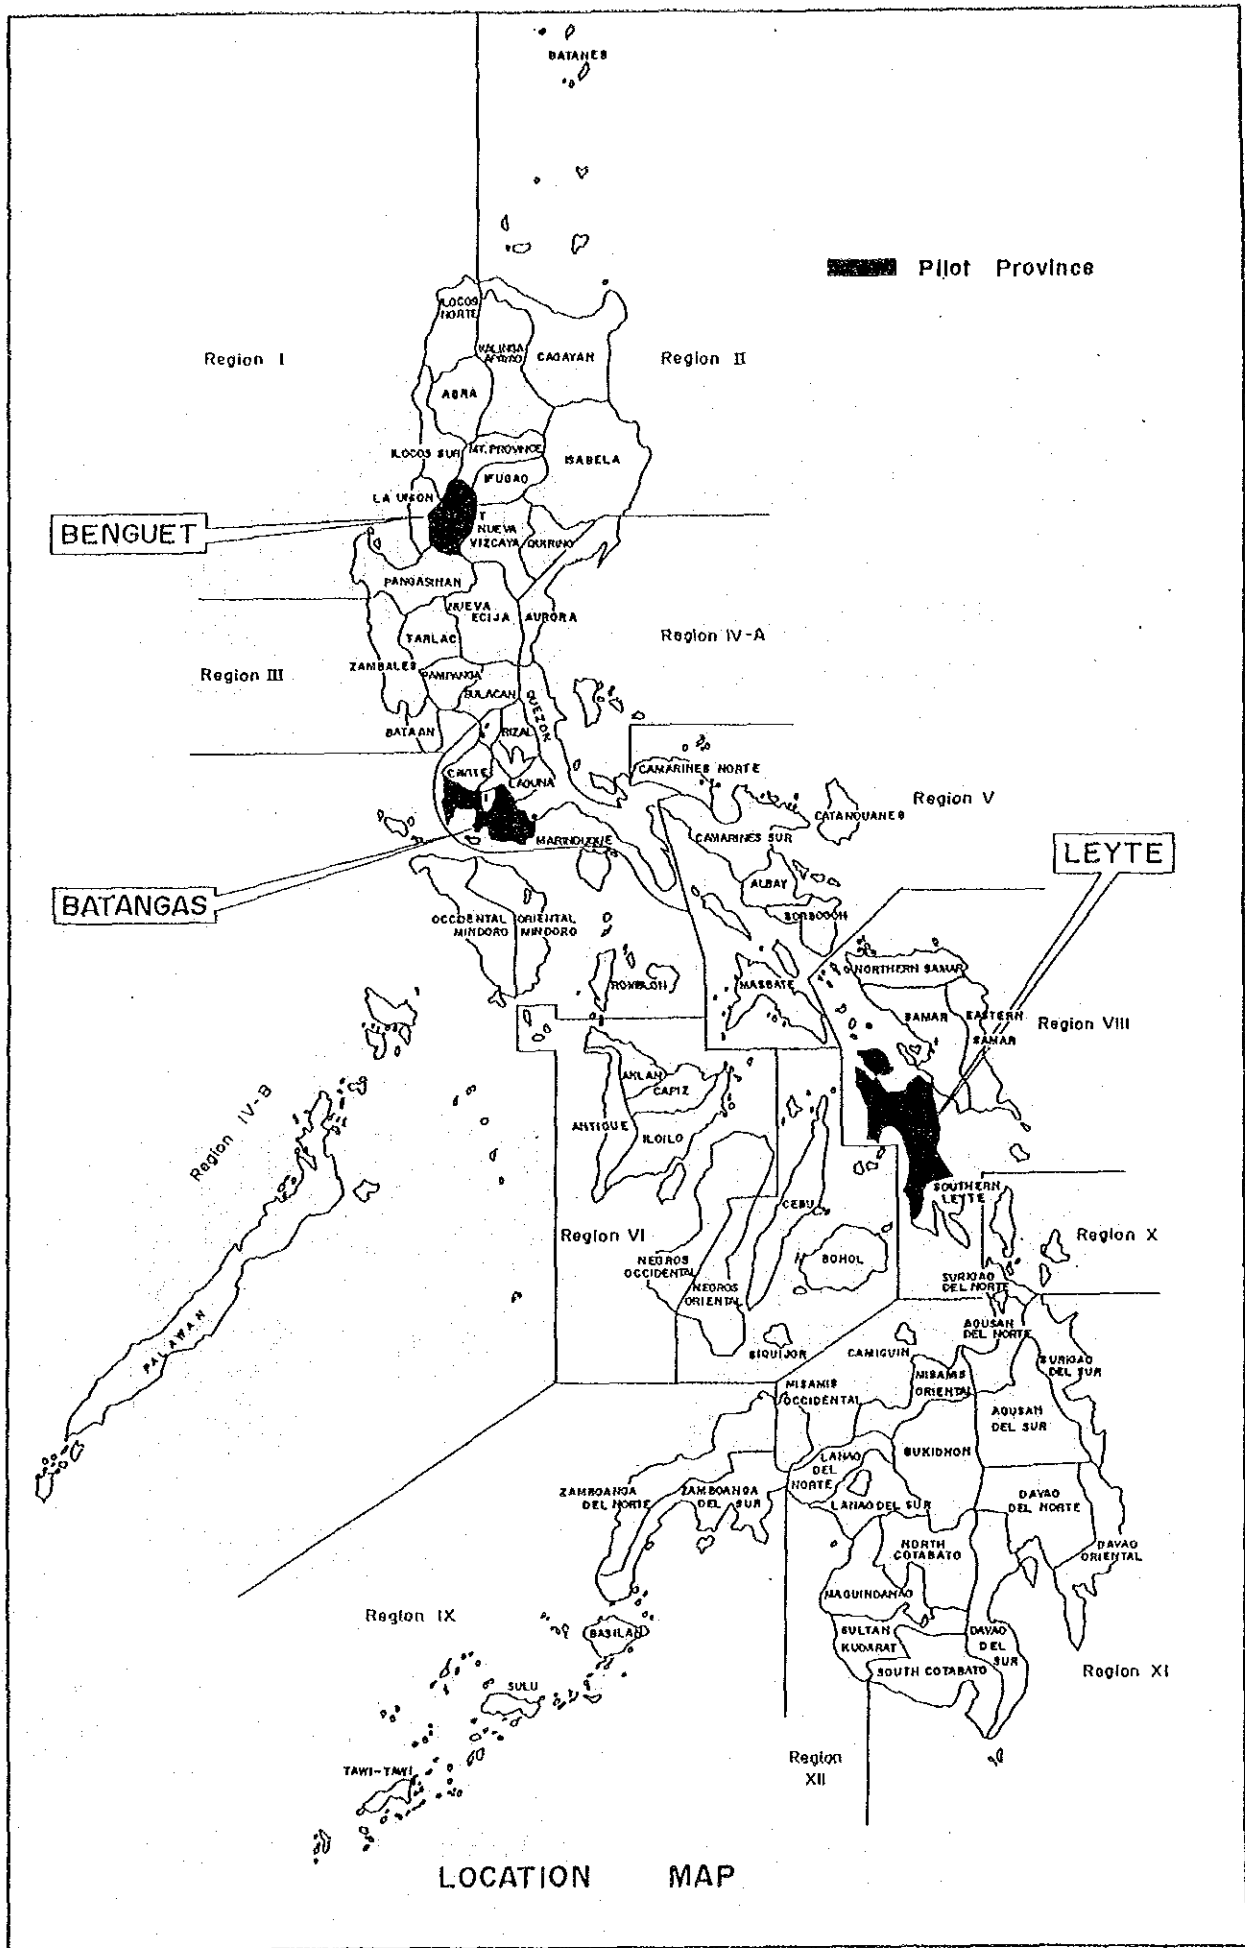 BATANES
Pilot Province
ILOCOS
NORTE
KALINGA
APAYAO
CAGAYAN
Region I
Region II
ABRA
ILOCOS SUR
MT. PROVINCE
ISABELA
IFUGAO
LA UNION
BENGUET
T
NUEVA
VIZCAYA
QUIRINO
PANGASINAN
NUEVA
ECIJA
AURORA
TARLAC
Region IV-A
ZAMBALES
Region III
PAMPANGA
BULACAN
QUEZON
BATAAN
RIZAL
CAVITE
LAGUNA
CAMARINES NORTE
Region V
CATANDUANES
CAMARINES SUR
MARINDUQUE
LEYTE
ALBAY
BATANGAS
SORSOGON
OCCIDENTAL
MINDORO
ORIENTAL
MINDORO
NORTHERN SAMAR
ROMBLON
MASBATE
SAMAR
EASTERN
SAMAR
Region VIII
AKLAN
CAPIZ
Region IV-B
ANTIQUE
ILOILO
SOUTHERN
LEYTE
CEBU
Region VI
Region X
NEGROS
OCCIDENTAL
BOHOL
NEGROS
ORIENTAL
SURIGAO
DEL NORTE
PALAWAN
AGUSAN
DEL NORTE
SIQUIJOR
CAMIGUIN
SURIGAO
DEL SUR
MISAMIS
OCCIDENTAL
MISAMIS
ORIENTAL
AGUSAN
DEL SUR
BUKIDNON
LANAO
DEL
NORTE
ZAMBOANGA
DEL NORTE
ZAMBOANGA
DEL SUR
LANAO DEL SUR
DAVAO
DEL NORTE
NORTH
COTABATO
DAVAO
ORIENTAL
MAGUINDANAO
Region IX
BASILAN
SULTAN
KUDARAT
DAVAO
DEL
SUR
SOUTH COTABATO
Region XI
SULU
TAWI-TAWI
Region
XII
LOCATION MAP